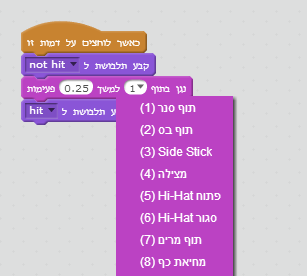 כאשר לוחצים על דמות זו
קבע תלבושת ל not hit
נגן בתוף 1 למשך 0.25 פעימות
קבע תלבושת ל hit
(1) תוף סנר
(2) תוף בס
(3) Side Stick
(4) מצילה
(5) Hi-Hat פתוח
(6) Hi-Hat סגור
(7) תוף מרים
(8) מחיאת כף